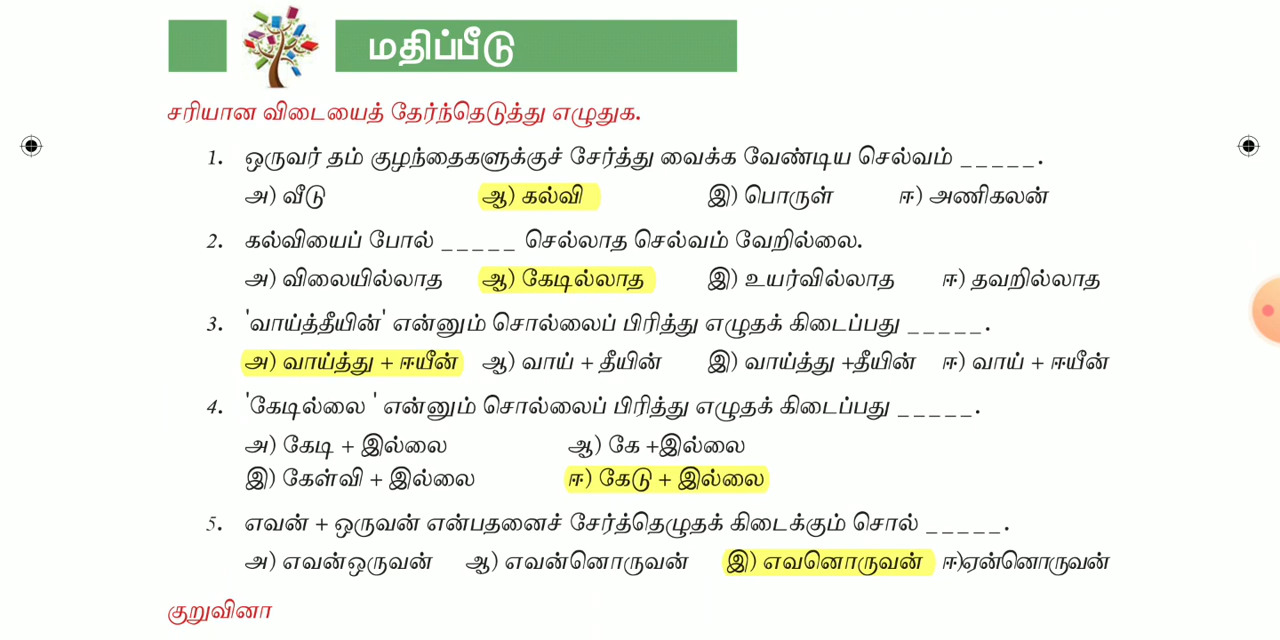 மதிப்பீடு
சரியான விடையைத் தேர்ந்தெடுத்து எழுதுக.
1. ஒருவர் தம் குழந்தைகளுக்குச் சேர்த்து வைக்க வேண்டிய செல்வம் _____.
அ) வீடு ஆ) கல்வி இ) பொருள் ஈ) அணிகலன்
2. கல்வியைப் போல் _____ செல்லாத செல்வம் வேறில்லை.
அ) விலையில்லாத ஆ) கேடில்லாத இ) உயர்வில்லாத ஈ) தவறில்லாத
3. 'வாய்த்தீயின்' என்னும் சொல்லைப் பிரித்து எழுதக் கிடைப்பது _____.
அ) வாய்த்து + ஈயீன் ஆ) வாய் + தீயின் இ) வாய்த்து +தீயின் ஈ) வாய் + ஈயீன்
4. 'கேடில்லை ' என்னும் சொல்லைப் பிரித்து எழுதக் கிடைப்பது _____.
அ) கேடி + இல்லை ஆ) கே +இல்லை
இ) கேள்வி + இல்லை ஈ) கேடு + இல்லை
5. எவன் + ஒருவன் என்பதனைச் சேர்த்தெழுதக் கிடைக்கும் சொல் _____.
அ) எவன்ஒருவன் ஆ) எவன்னொருவன் இ) எவனொருவன் ஈ)ஏன்னொருவன்
குறுவினா